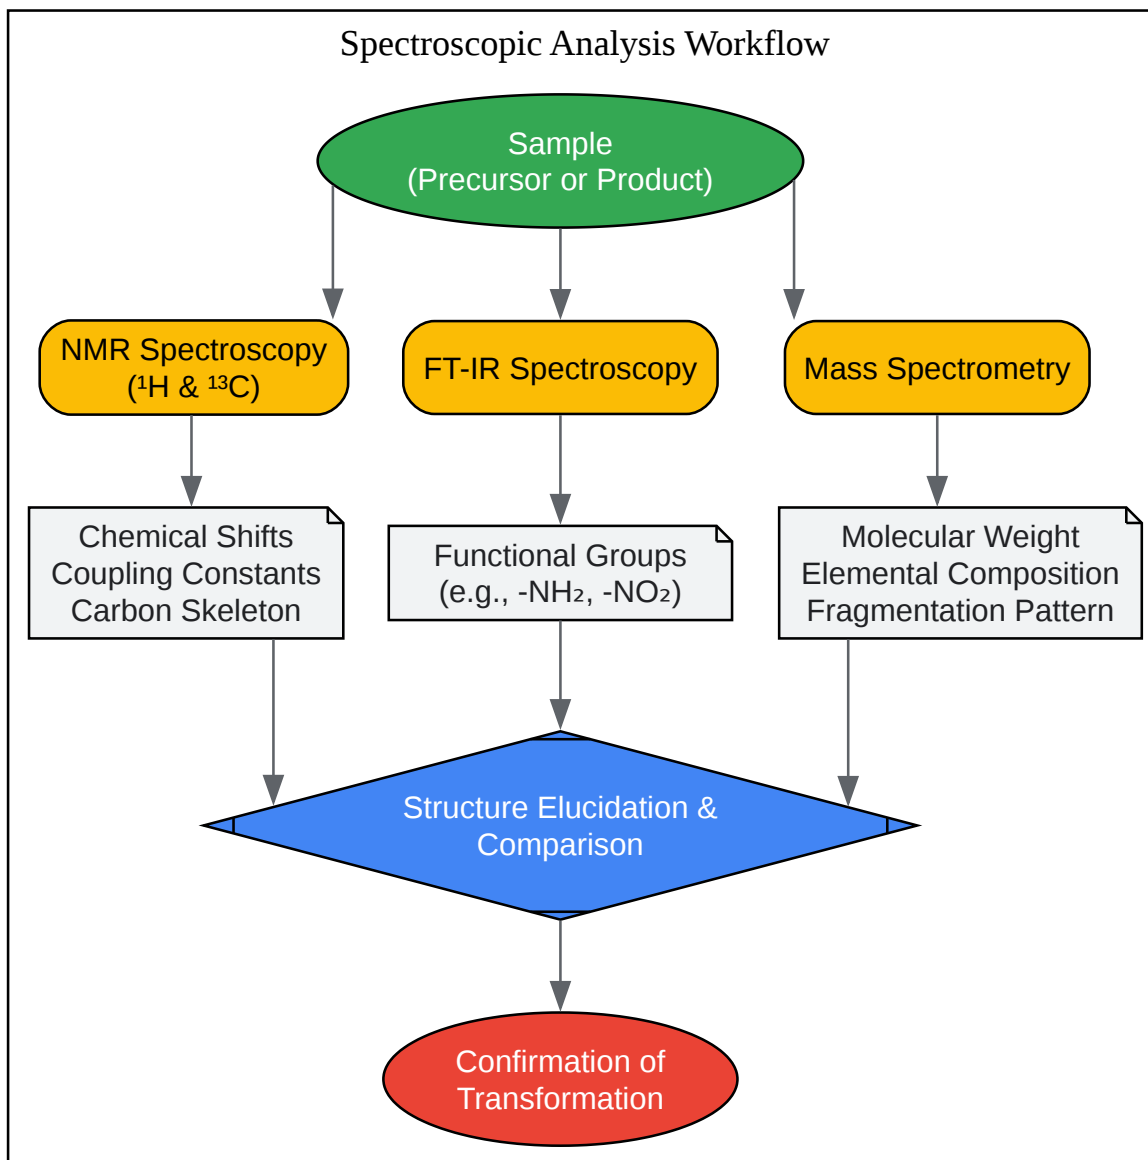 Spectroscopic Analysis Workflow
Sample
(Precursor or Product)
NMR Spectroscopy
(¹H & ¹³C)
FT-IR Spectroscopy
Mass Spectrometry
Chemical Shifts
Coupling Constants
Carbon Skeleton
Functional Groups
(e.g., -NH₂, -NO₂)
Molecular Weight
Elemental Composition
Fragmentation Pattern
Structure Elucidation &
Comparison
Confirmation of
Transformation